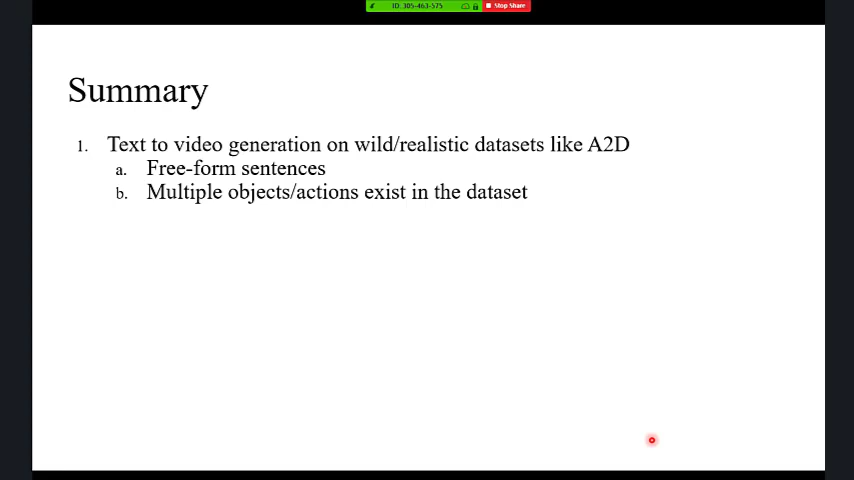 ID: 305-463-575
Stop Share
Summary
1. Text to video generation on wild/realistic datasets like A2D
a. Free-form sentences
b. Multiple objects/actions exist in the dataset